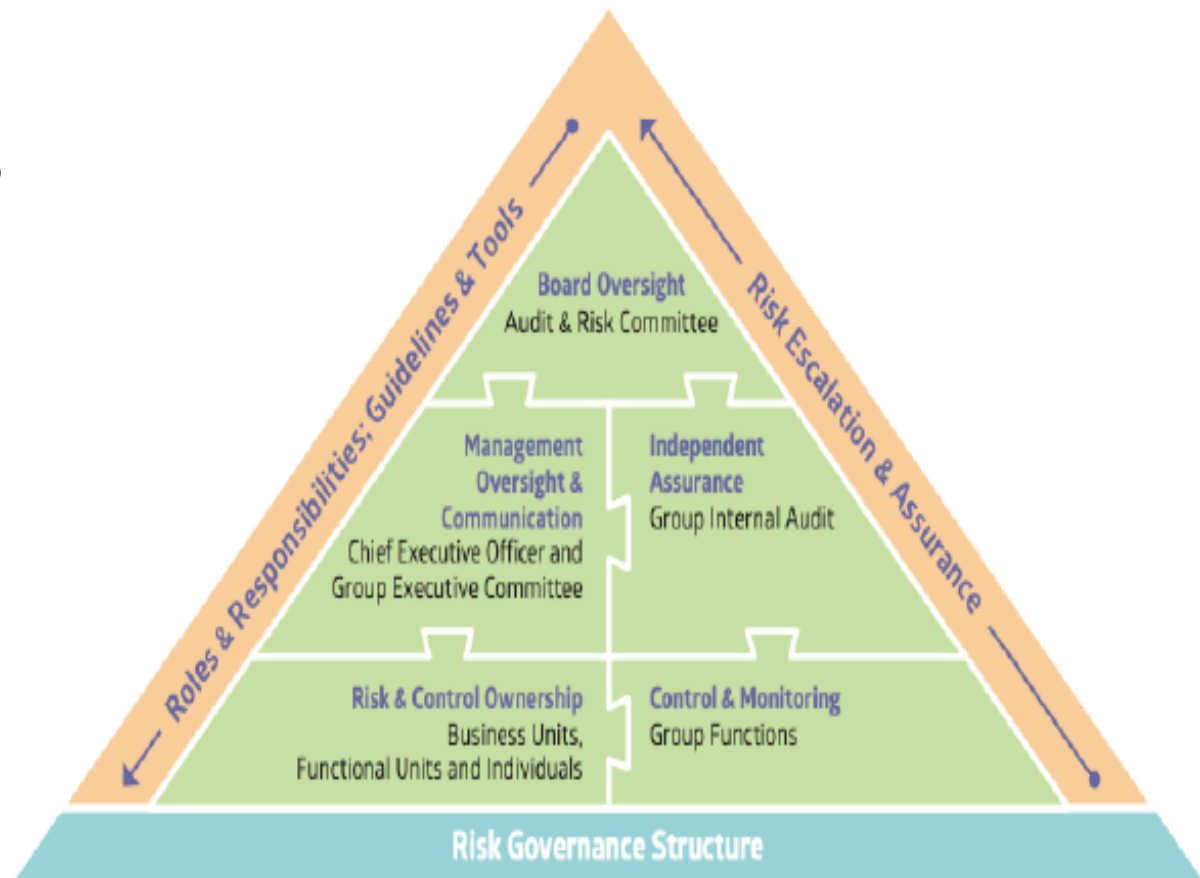 Roles & Responsibilities; Guidelines & Tools
Risk Escalation & Assurance
Board Oversight
Audit & Risk Committee
Management
Oversight &
Communication
Chief Executive Officer and
Group Executive Committee
Independent
Assurance
Group Internal Audit
Risk & Control Ownership
Business Units,
Functional Units and Individuals
Control & Monitoring
Group Functions
Risk Governance Structure